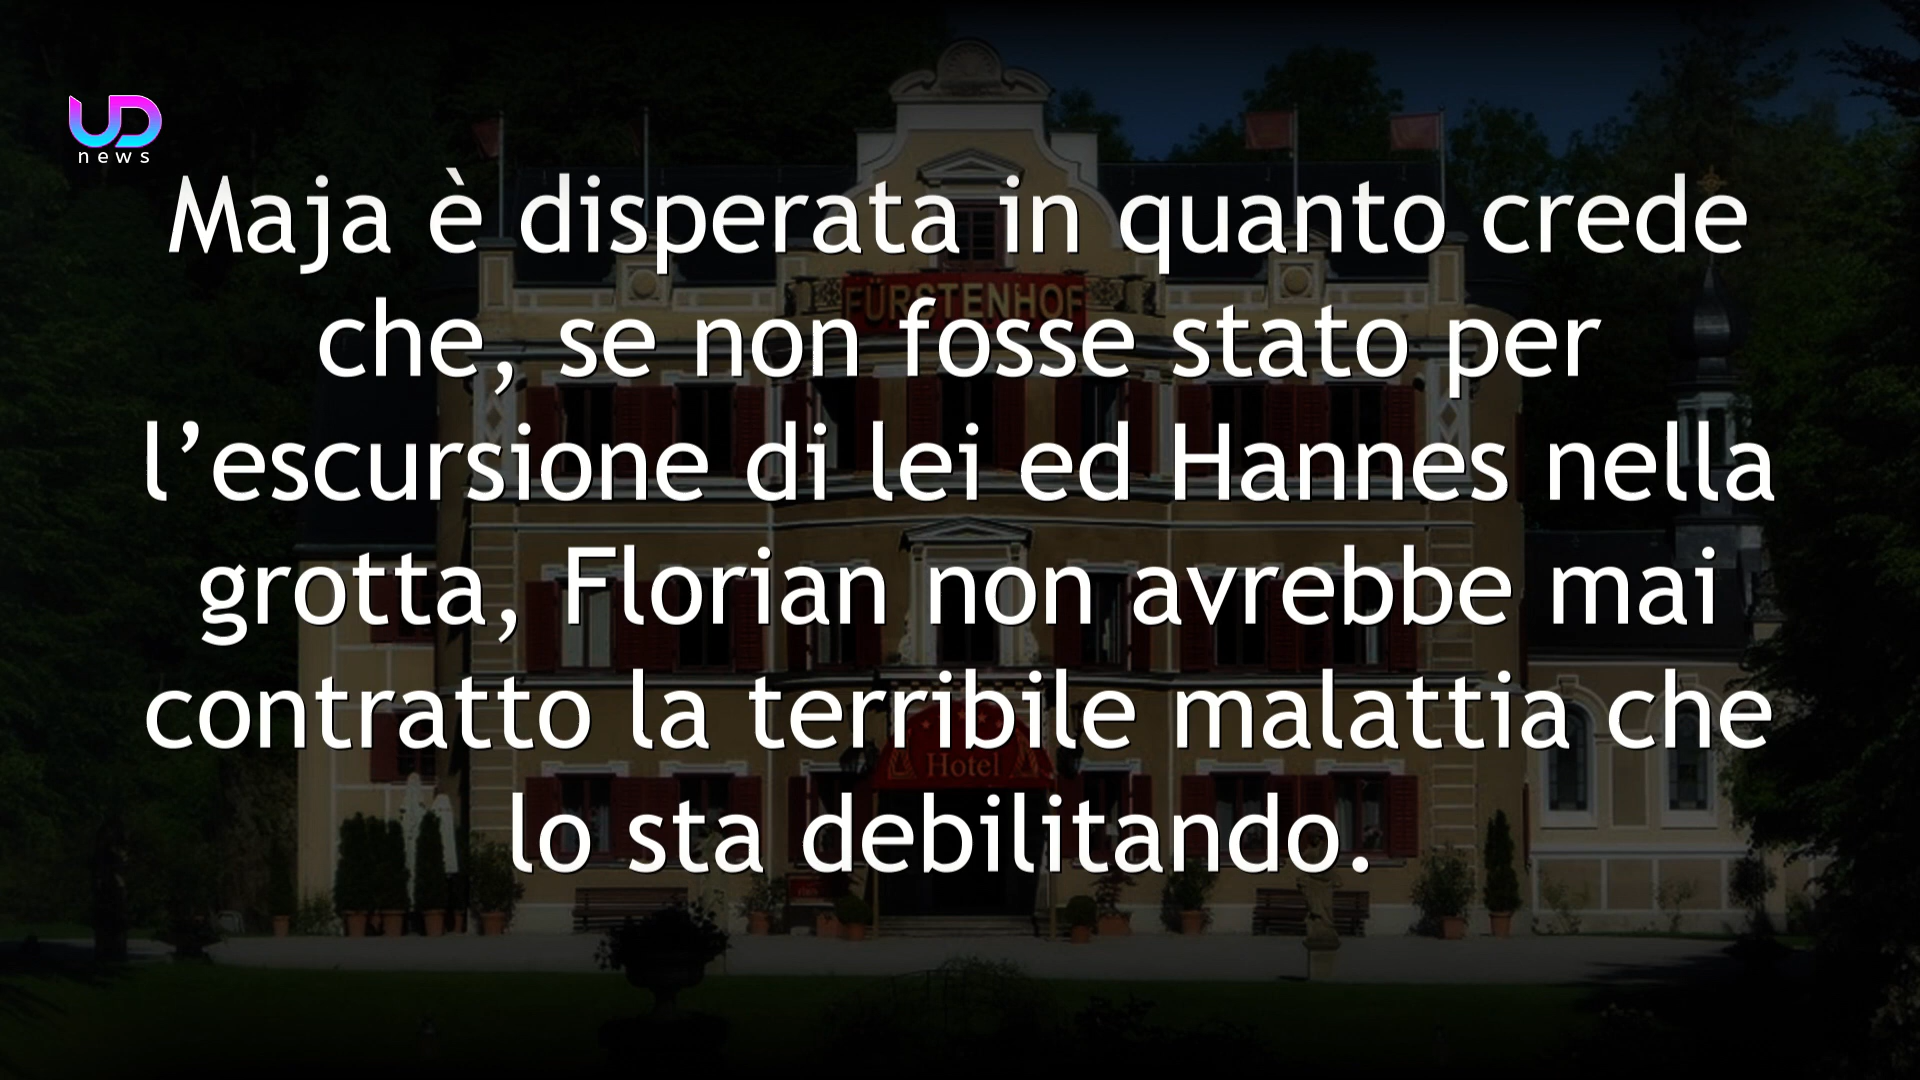 UD
news
Maja è disperata in quanto crede
FÜRSTENHOF
che, se non fosse stato per
l’escursione di lei ed Hannes nella
grotta, Florian non avrebbe mai
contratto la terribile malattia che
Hotel
lo sta debilitando.